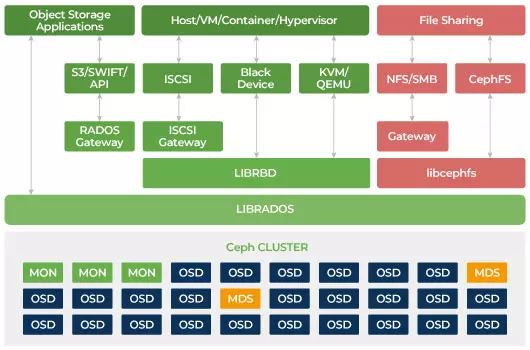 Object Storage
Applications
Host/VM/Container/Hypervisor
File Sharing
S3/SWIFT/
API
ISCSI
Black
Device
KVM/
QEMU
NFS/SMB
CephFS
RADOS
Gateway
ISCSI
Gateway
Gateway
LIBRBD
libcephfs
LIBRADOS
Ceph CLUSTER
MON MON MON OSD OSD OSD OSD OSD OSD MDS
OSD OSD OSD OSD MDS OSD OSD OSD OSD OSD
OSD OSD OSD OSD OSD OSD OSD OSD OSD OSD